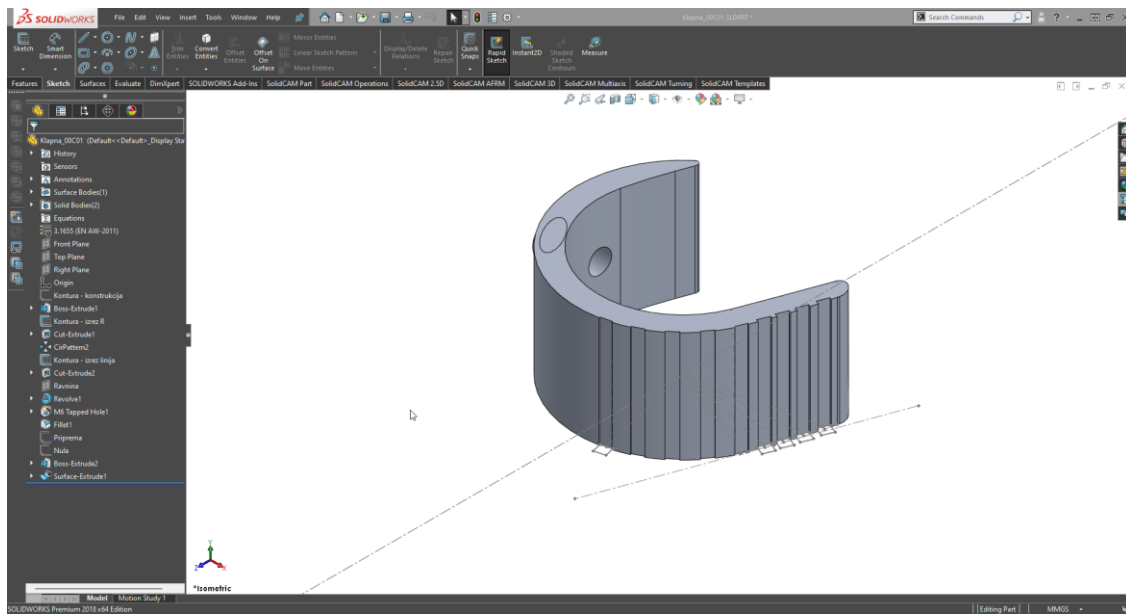 SOLIDWORKS File Edit View Insert Tools Window Help Klapna_00C01.SLDPRT * Search Commands
Sketch Smart Dimension Trim Entities Convert Entities Offset Entities Offset On Surface Mirror Entities Linear Sketch Pattern Move Entities Display/Delete Relations Repair Sketch Quick Snaps Rapid Sketch Instant2D Shaded Sketch Contours Measure
Features Sketch Surfaces Evaluate DimXpert SOLIDWORKS Add-Ins SolidCAM Part SolidCAM Operations SolidCAM 2.5D SolidCAM AFRM SolidCAM 3D SolidCAM Multiaxis SolidCAM Turning SolidCAM Templates
Klapna_00C01 (Default<<Default>_Display Sta
History
Sensors
Annotations
Surface Bodies(1)
Solid Bodies(2)
Equations
3.1655 (EN AW-2011)
Front Plane
Top Plane
Right Plane
Origin
Kontura - konstrukcija
Boss-Extrude1
Kontura - izrez R
Cut-Extrude1
CirPattern2
Kontura - izrez linija
Cut-Extrude2
Ravnina
Revolve1
M6 Tapped Hole1
Fillet1
Priprema
Nula
Boss-Extrude2
Surface-Extrude1
Y
Z
X
*Isometric
Model Motion Study 1
SOLIDWORKS Premium 2018 x64 Edition Editing Part MMGS